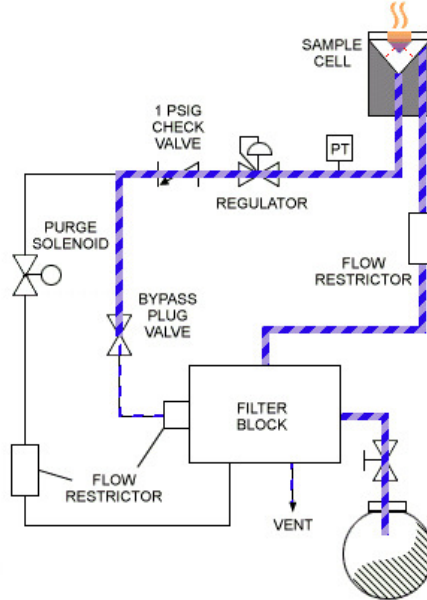 SAMPLE
CELL
1 PSIG
CHECK
VALVE
PT
REGULATOR
PURGE
SOLENOID
FLOW
RESTRICTOR
BYPASS
PLUG
VALVE
FILTER
BLOCK
FLOW
RESTRICTOR
VENT